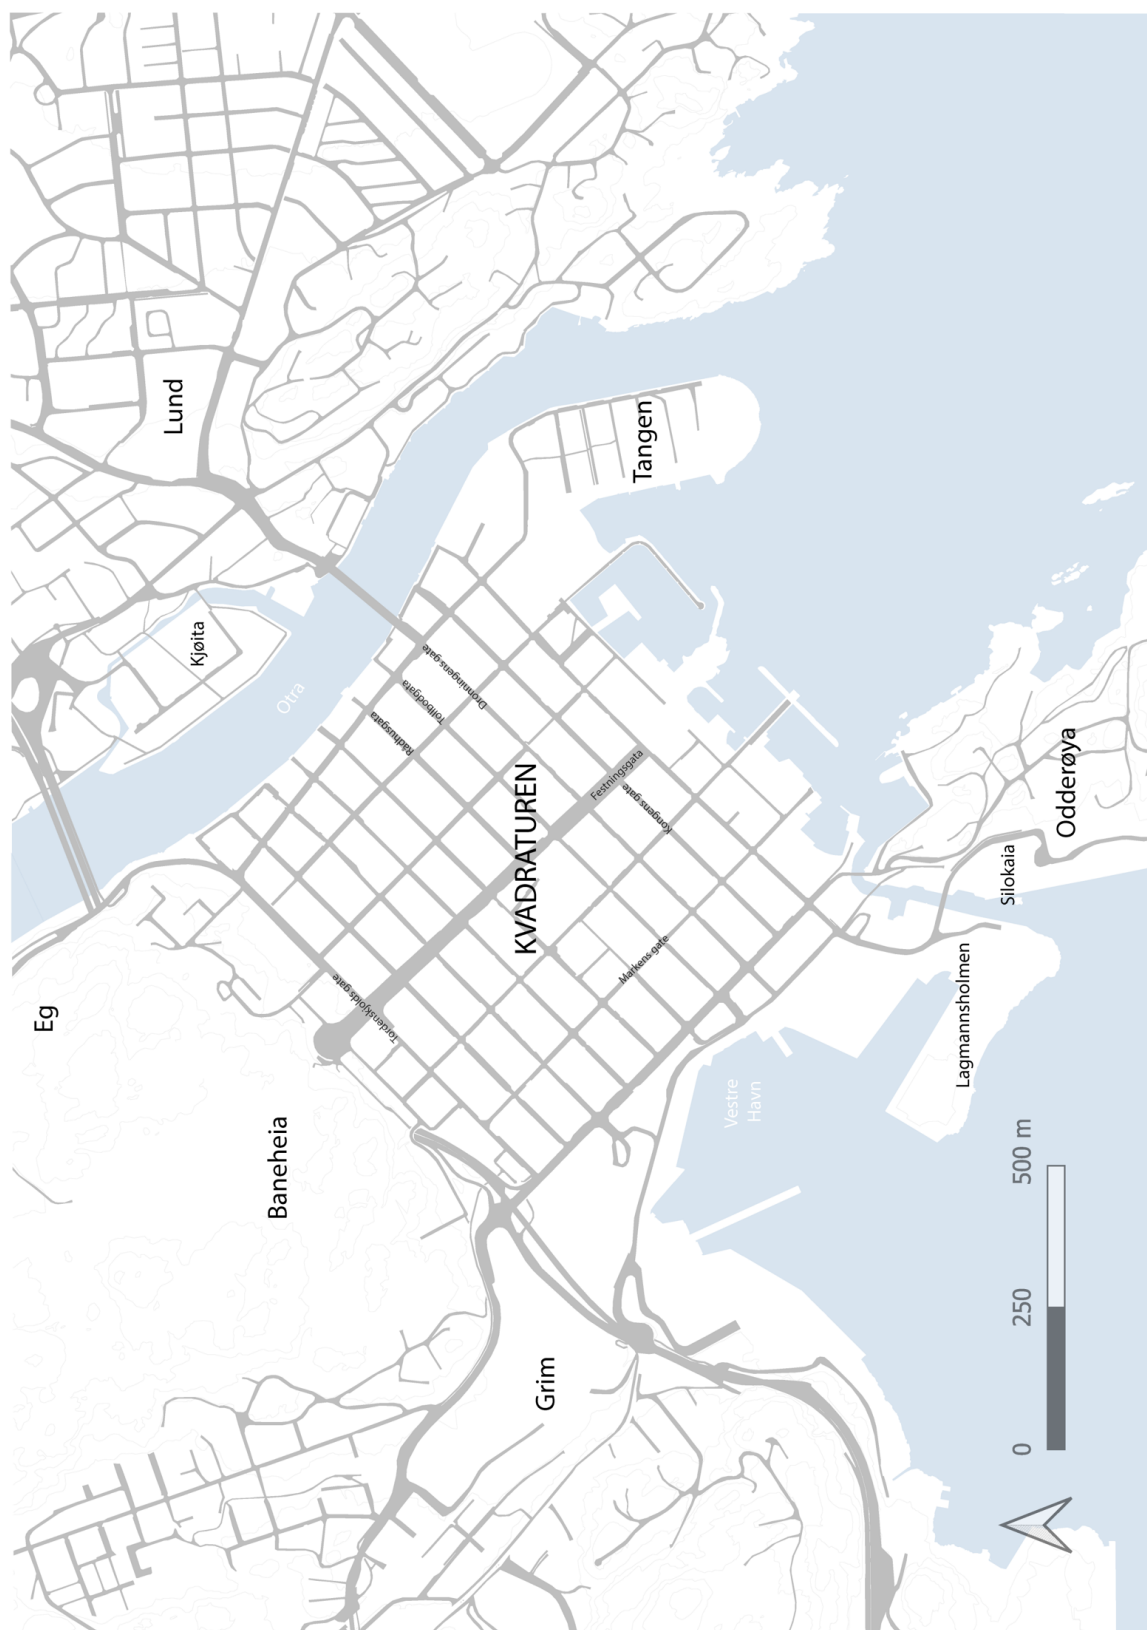 Eg
Baneheia
Grim
Lund
Kjøita
Otra
Tordenskjolds gate
Rådhusgata
Tollbodgata
Dronningens gate
KVADRATUREN
Festningsgata
Kongens gate
Markens gate
Tangen
Vestre
Havn
Lagmannsholmen
Silokaia
Odderøya
0
250
500 m